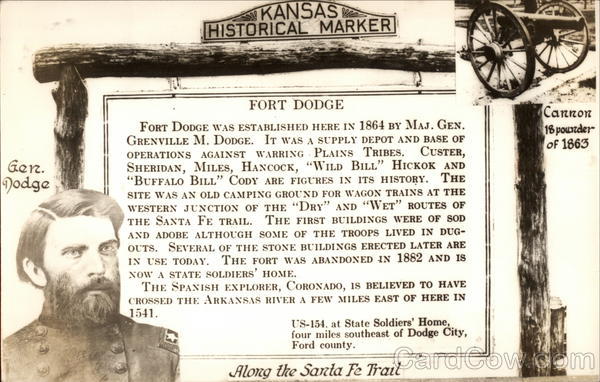 KANSAS
HISTORICAL MARKER
FORT DODGE
FORT DODGE WAS ESTABLISHED HERE IN 1864 BY MAJ. GEN.
GRENVILLE M. DODGE. IT WAS A SUPPLY DEPOT AND BASE OF
OPERATIONS AGAINST WARRING PLAINS TRIBES. CUSTER,
SHERIDAN, MILES, HANCOCK, "WILD BILL" HICKOK AND
"BUFFALO BILL" CODY ARE FIGURES IN ITS HISTORY. THE
SITE WAS AN OLD CAMPING GROUND FOR WAGON TRAINS AT THE
WESTERN JUNCTION OF THE "DRY" AND "WET" ROUTES OF
THE SANTA FE TRAIL. THE FIRST BUILDINGS WERE OF SOD
AND ADOBE ALTHOUGH SOME OF THE TROOPS LIVED IN DUG-
OUTS. SEVERAL OF THE STONE BUILDINGS ERECTED LATER ARE
IN USE TODAY. THE FORT WAS ABANDONED IN 1882 AND IS
NOW A STATE SOLDIERS' HOME.
THE SPANISH EXPLORER, CORONADO, IS BELIEVED TO HAVE
CROSSED THE ARKANSAS RIVER A FEW MILES EAST OF HERE IN
1541.
US-154. at State Soldiers' Home,
four miles southeast of Dodge City,
Ford county.
Gen.
Dodge
Cannon
18 pounder
of 1863
Along the Santa Fe Trail
CardCow.com